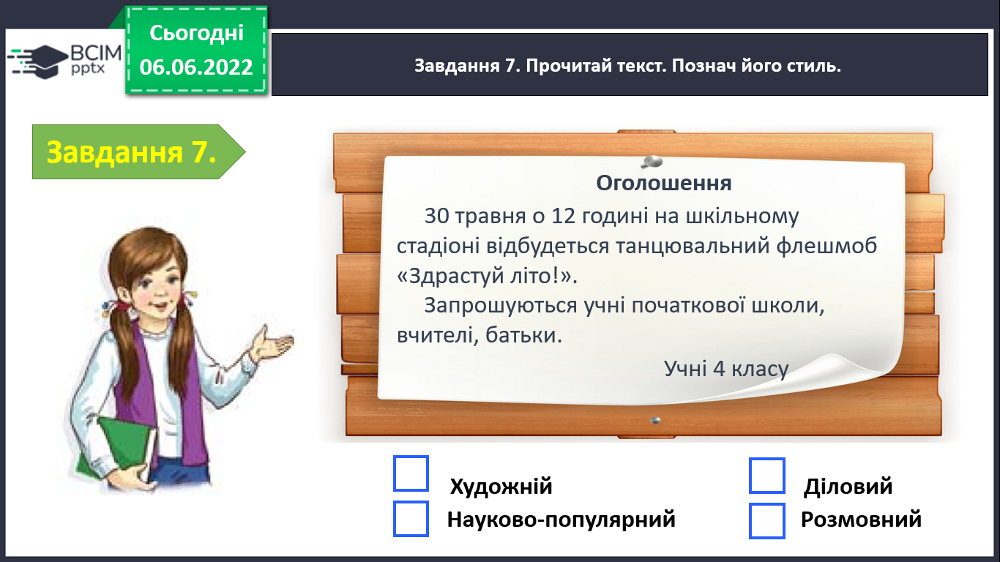 Сьогодні
06.06.2022
ВСІМ
pptx
Завдання 7. Прочитай текст. Познач його стиль.
Завдання 7.
Оголошення
30 травня о 12 годині на шкільному
стадіоні відбудеться танцювальний флешмоб
«Здрастуй літо!».
Запрошуються учні початкової школи,
вчителі, батьки.
Учні 4 класу
Художній
Діловий
Науково-популярний
Розмовний